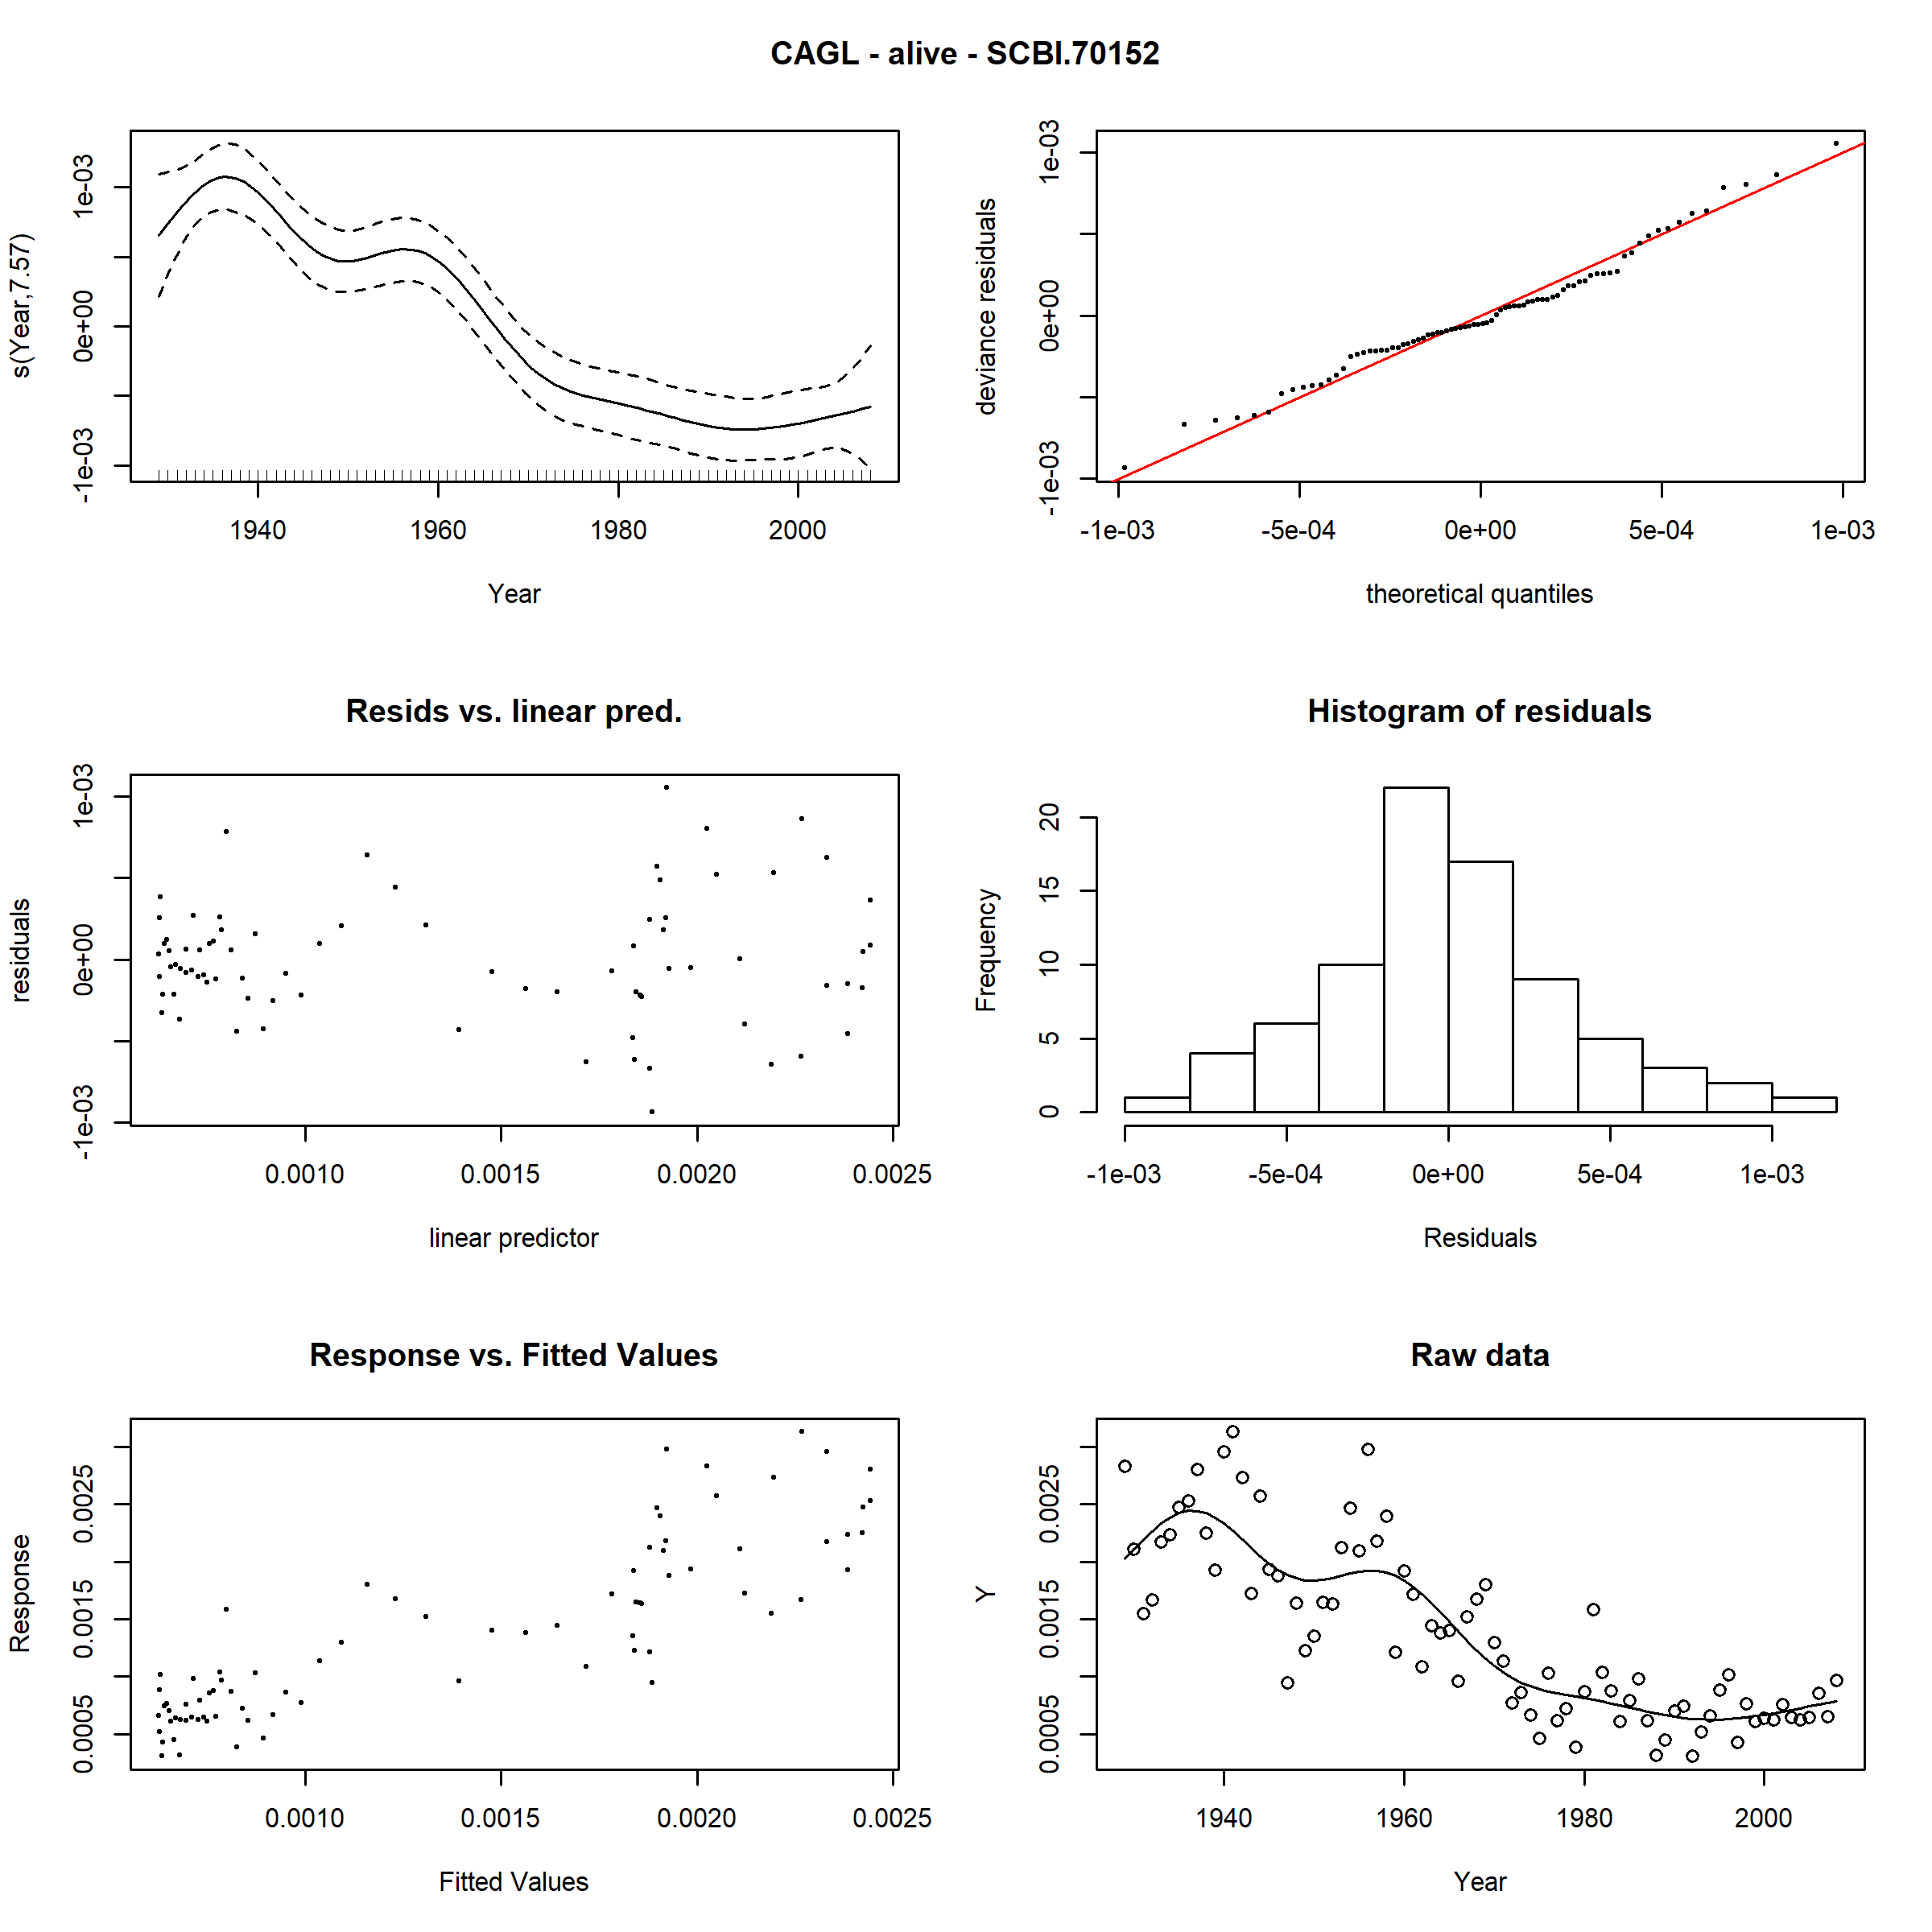 CAGL - alive - SCBI.70152
s(Year,7.57)
-1e-03 0e+00 1e-03
1940 1960 1980 2000
Year
deviance residuals
-1e-03 0e+00 1e-03
-1e-03 -5e-04 0e+00 5e-04 1e-03
theoretical quantiles
Resids vs. linear pred.
residuals
-1e-03 0e+00 1e-03
0.0010 0.0015 0.0020 0.0025
linear predictor
Histogram of residuals
Frequency
0 5 10 15 20
-1e-03 -5e-04 0e+00 5e-04 1e-03
Residuals
Response vs. Fitted Values
Response
0.0005 0.0015 0.0025
0.0010 0.0015 0.0020 0.0025
Fitted Values
Raw data
Y
0.0005 0.0015 0.0025
1940 1960 1980 2000
Year